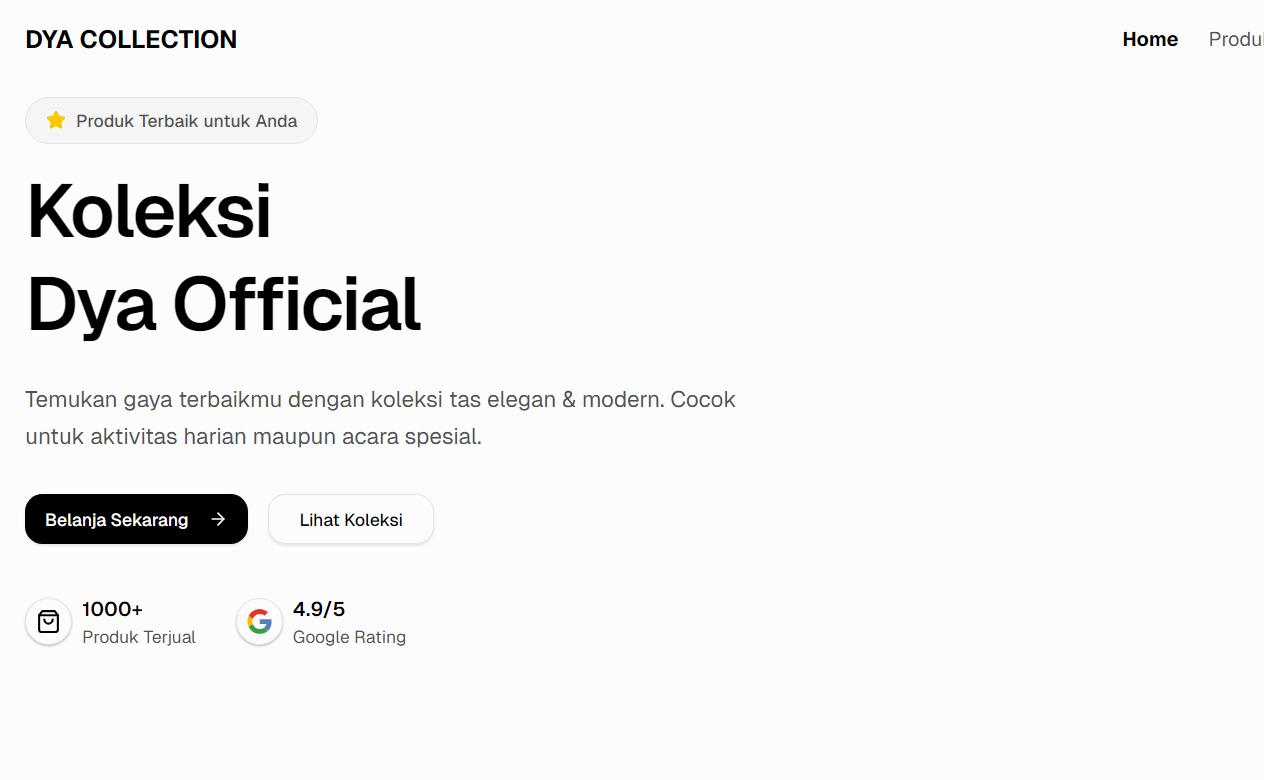 DYA COLLECTION
Home Produ
Produk Terbaik untuk Anda
Koleksi
Dya Official
Temukan gaya terbaikmu dengan koleksi tas elegan & modern. Cocok
untuk aktivitas harian maupun acara spesial.
Belanja Sekarang
Lihat Koleksi
1000+
Produk Terjual
4.9/5
Google Rating